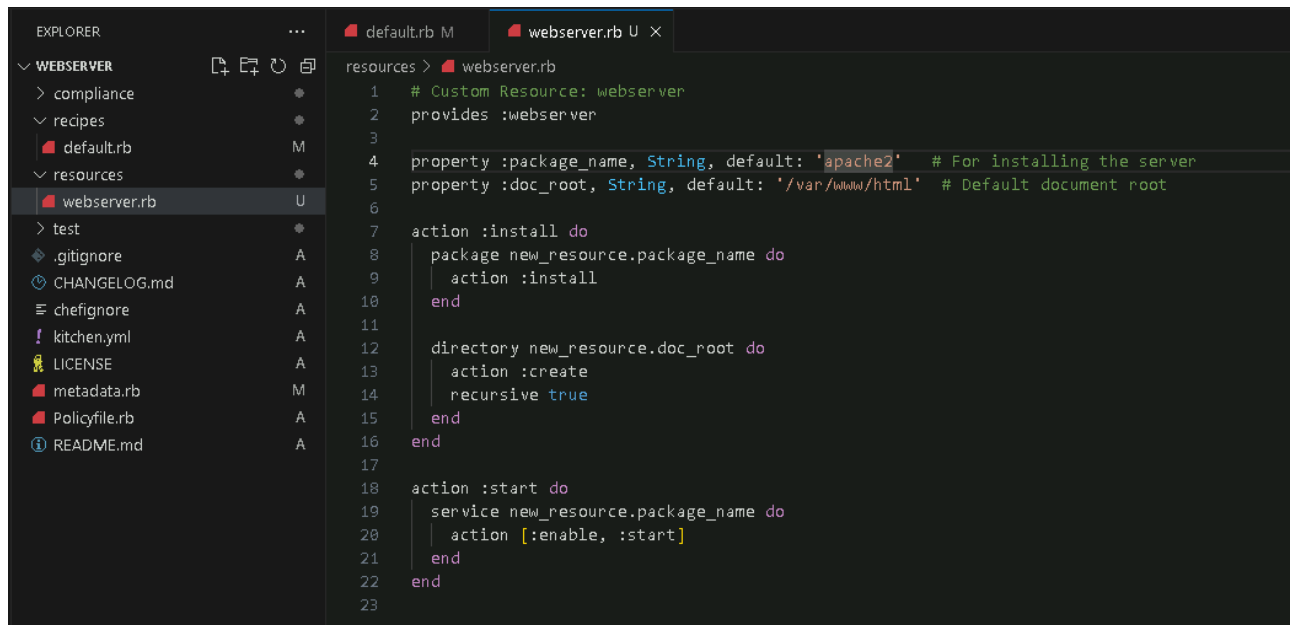 EXPLORER
WEBSERVER
compliance
recipes
default.rb M
resources
webserver.rb U
test
.gitignore A
CHANGELOG.md A
chefignore A
kitchen.yml A
LICENSE A
metadata.rb M
Policyfile.rb A
README.md A
default.rb M
webserver.rb U
resources > webserver.rb
1 # Custom Resource: webserver
2 provides :webserver
3
4 property :package_name, String, default: 'apache2' # For installing the server
5 property :doc_root, String, default: '/var/www/html' # Default document root
6
7 action :install do
8 package new_resource.package_name do
9 action :install
10 end
11
12 directory new_resource.doc_root do
13 action :create
14 recursive true
15 end
16 end
17
18 action :start do
19 service new_resource.package_name do
20 action [:enable, :start]
21 end
22 end
23